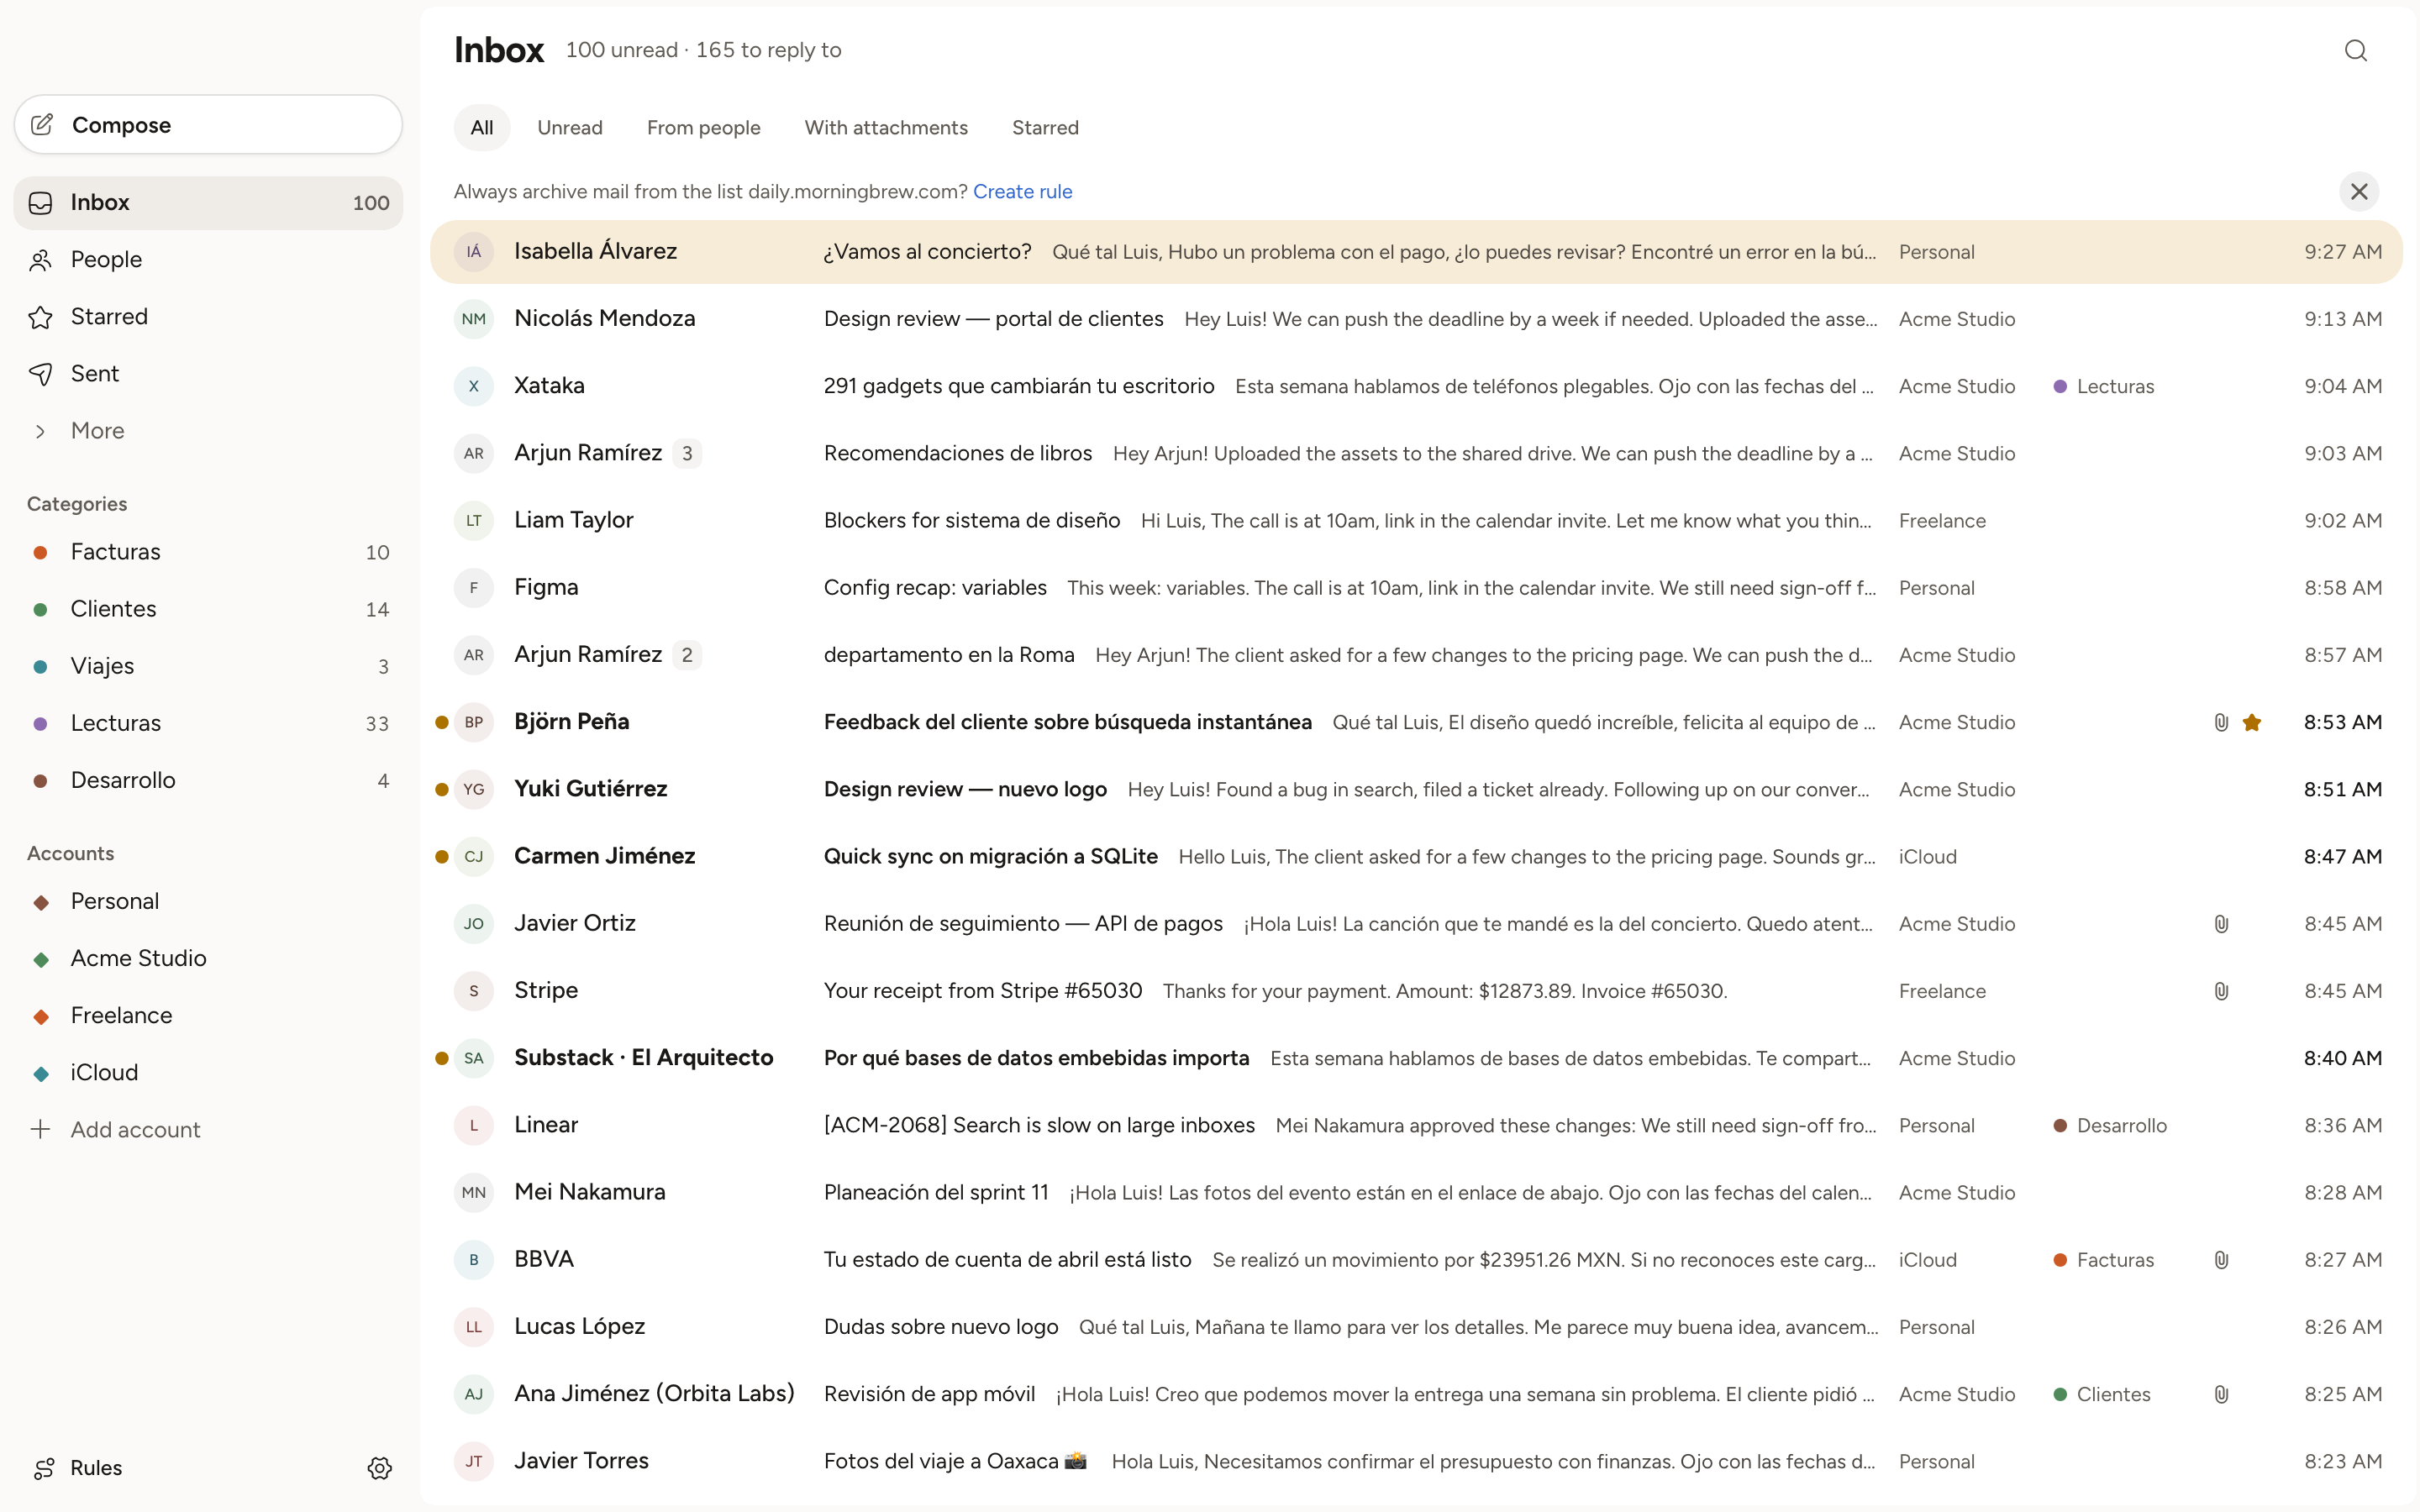 Inbox 100 unread · 165 to reply to
Compose
All Unread From people With attachments Starred
Always archive mail from the list daily.morningbrew.com? Create rule
Inbox 100
People
Starred
Sent
More
Categories
Facturas 10
Clientes 14
Viajes 3
Lecturas 33
Desarrollo 4
Accounts
Personal
Acme Studio
Freelance
iCloud
Add account
Rules
IÁ Isabella Álvarez ¿Vamos al concierto? Qué tal Luis, Hubo un problema con el pago, ¿lo puedes revisar? Encontré un error en la bú... Personal 9:27 AM
NM Nicolás Mendoza Design review — portal de clientes Hey Luis! We can push the deadline by a week if needed. Uploaded the asse... Acme Studio 9:13 AM
X Xataka 291 gadgets que cambiarán tu escritorio Esta semana hablamos de teléfonos plegables. Ojo con las fechas del ... Acme Studio Lecturas 9:04 AM
AR Arjun Ramírez 3 Recomendaciones de libros Hey Arjun! Uploaded the assets to the shared drive. We can push the deadline by a ... Acme Studio 9:03 AM
LT Liam Taylor Blockers for sistema de diseño Hi Luis, The call is at 10am, link in the calendar invite. Let me know what you thin... Freelance 9:02 AM
F Figma Config recap: variables This week: variables. The call is at 10am, link in the calendar invite. We still need sign-off f... Personal 8:58 AM
AR Arjun Ramírez 2 departamento en la Roma Hey Arjun! The client asked for a few changes to the pricing page. We can push the d... Acme Studio 8:57 AM
BP Björn Peña Feedback del cliente sobre búsqueda instantánea Qué tal Luis, El diseño quedó increíble, felicita al equipo de ... Acme Studio 8:53 AM
YG Yuki Gutiérrez Design review — nuevo logo Hey Luis! Found a bug in search, filed a ticket already. Following up on our conver... Acme Studio 8:51 AM
CJ Carmen Jiménez Quick sync on migración a SQLite Hello Luis, The client asked for a few changes to the pricing page. Sounds gr... iCloud 8:47 AM
JO Javier Ortiz Reunión de seguimiento — API de pagos ¡Hola Luis! La canción que te mandé es la del concierto. Quedo atent... Acme Studio 8:45 AM
S Stripe Your receipt from Stripe #65030 Thanks for your payment. Amount: $12873.89. Invoice #65030. Freelance 8:45 AM
SA Substack · El Arquitecto Por qué bases de datos embebidas importa Esta semana hablamos de bases de datos embebidas. Te compart... Acme Studio 8:40 AM
L Linear [ACM-2068] Search is slow on large inboxes Mei Nakamura approved these changes: We still need sign-off fro... Personal Desarrollo 8:36 AM
MN Mei Nakamura Planeación del sprint 11 ¡Hola Luis! Las fotos del evento están en el enlace de abajo. Ojo con las fechas del calen... Acme Studio 8:28 AM
B BBVA Tu estado de cuenta de abril está listo Se realizó un movimiento por $23951.26 MXN. Si no reconoces este carg... iCloud Facturas 8:27 AM
LL Lucas López Dudas sobre nuevo logo Qué tal Luis, Mañana te llamo para ver los detalles. Me parece muy buena idea, avancem... Personal 8:26 AM
AJ Ana Jiménez (Orbita Labs) Revisión de app móvil ¡Hola Luis! Creo que podemos mover la entrega una semana sin problema. El cliente pidió ... Acme Studio Clientes 8:25 AM
JT Javier Torres Fotos del viaje a Oaxaca 📸 Hola Luis, Necesitamos confirmar el presupuesto con finanzas. Ojo con las fechas d... Personal 8:23 AM